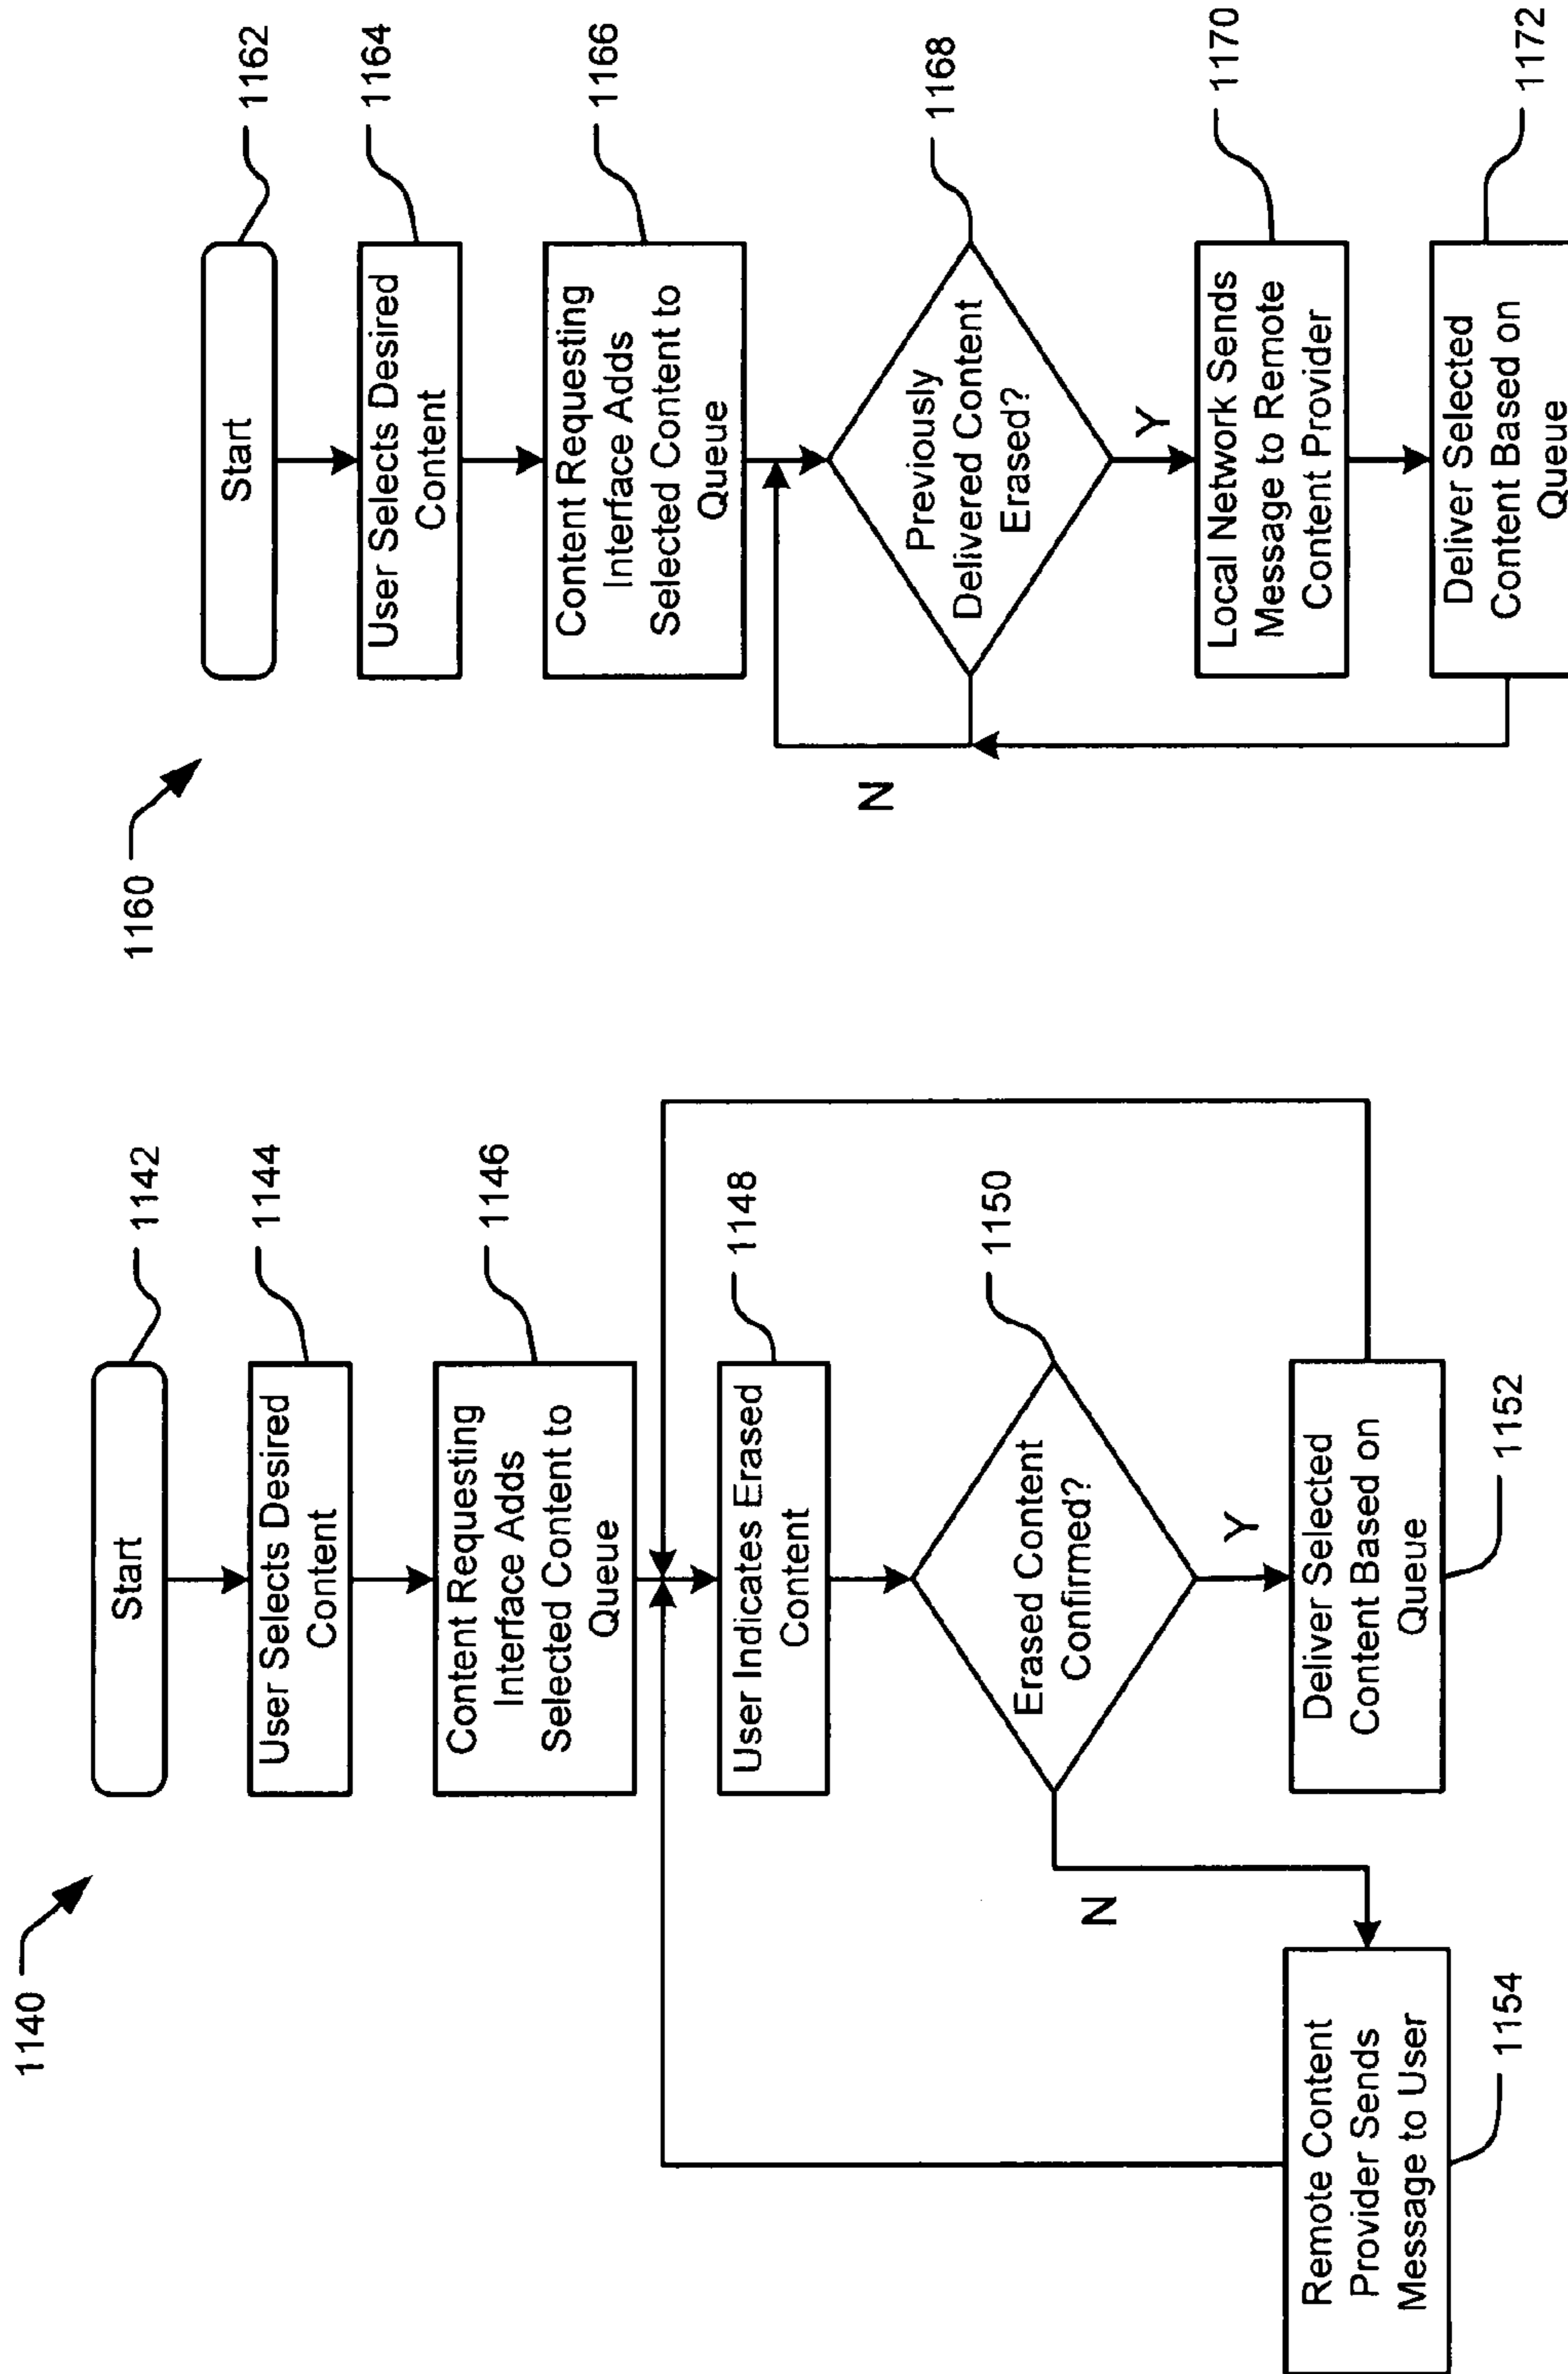 1140
Start
1142
User Selects Desired
Content
1144
Content Requesting
Interface Adds
Selected Content to
Queue
1146
User Indicates Erased
Content
1148
Erased Content
Confirmed?
1150
N
Y
Deliver Selected
Content Based on
Queue
1152
Remote Content
Provider Sends
Message to User
1154
1160
Start
1162
User Selects Desired
Content
1164
Content Requesting
Interface Adds
Selected Content to
Queue
1166
Previously
Delivered Content
Erased?
1168
N
Y
Local Network Sends
Message to Remote
Content Provider
1170
Deliver Selected
Content Based on
Queue
1172